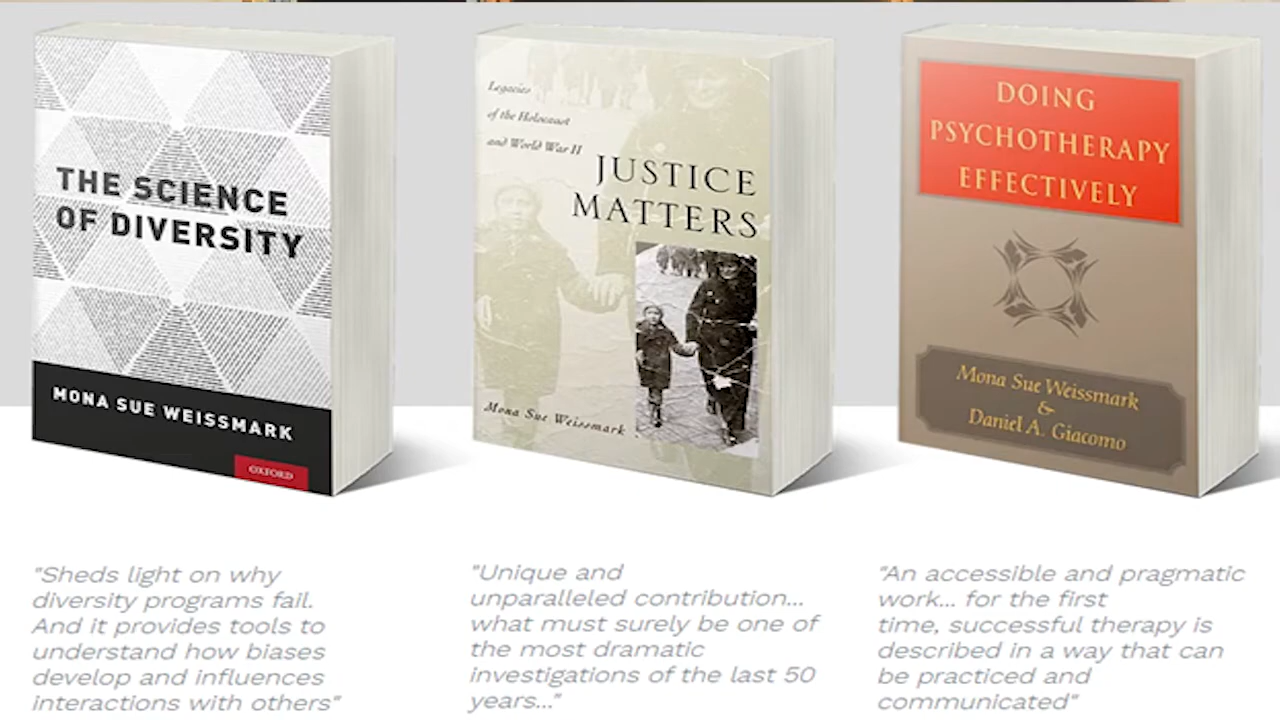 THE SCIENCE
OF DIVERSITY
MONA SUE WEISSMARK
OXFORD
Legacies
of the Holocaust
and World War II
JUSTICE
MATTERS
Mona Sue Weissmark
DOING
PSYCHOTHERAPY
EFFECTIVELY
Mona Sue Weissmark
&
Daniel A. Giacomo
"Sheds light on why
diversity programs fail.
And it provides tools to
understand how biases
develop and influences
interactions with others"
"Unique and
unparalleled contribution...
what must surely be one of
the most dramatic
investigations of the last 50
years..."
"An accessible and pragmatic
work... for the first
time, successful therapy is
described in a way that can
be practiced and
communicated"